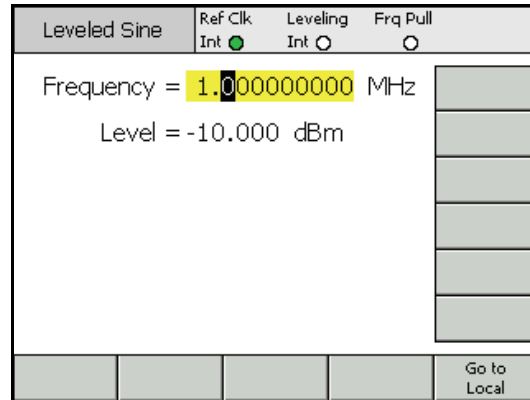 Leveled Sine
Ref Clk Leveling Frq Pull
Int Int
Frequency = 1.000000000 MHz
Level = -10.000 dBm
Go to
Local